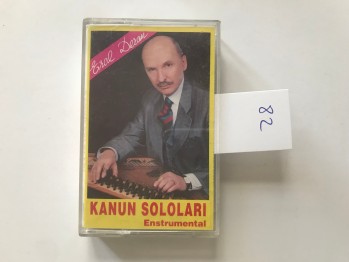 Erol Deran
KANUN SOLOLARI
Enstrumental
82